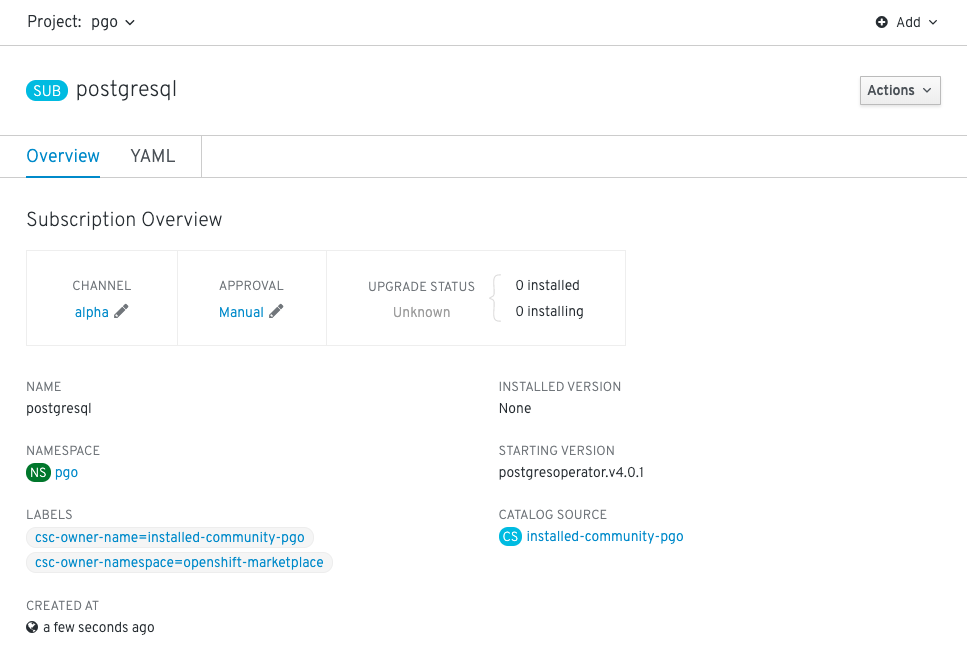 Project: pgo
Add
SUB postgresql
Actions
Overview YAML
Subscription Overview
CHANNEL
alpha
APPROVAL
Manual
UPGRADE STATUS
Unknown
0 installed
0 installing
NAME
postgresql
INSTALLED VERSION
None
NAMESPACE
NS pgo
STARTING VERSION
postgresoperator.v4.0.1
LABELS
csc-owner-name=installed-community-pgo
csc-owner-namespace=openshift-marketplace
CATALOG SOURCE
CS installed-community-pgo
CREATED AT
a few seconds ago